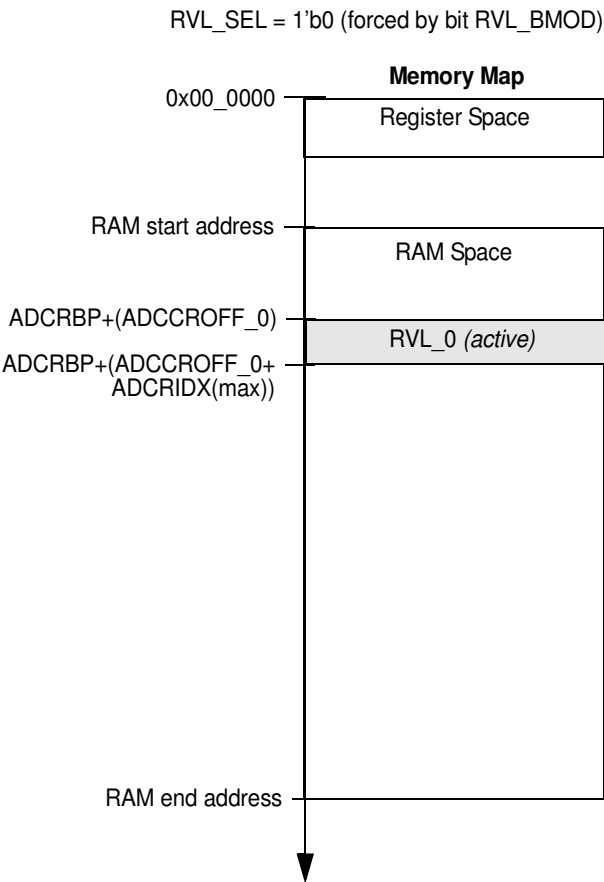 RVL_SEL = 1'b0 (forced by bit RVL_BMOD)
Memory Map
0x00_0000
Register Space
RAM start address
RAM Space
ADCRBP+(ADCCROFF_0)
RVL_0 (active)
ADCRBP+(ADCCROFF_0+
ADCRIDX(max))
RAM end address